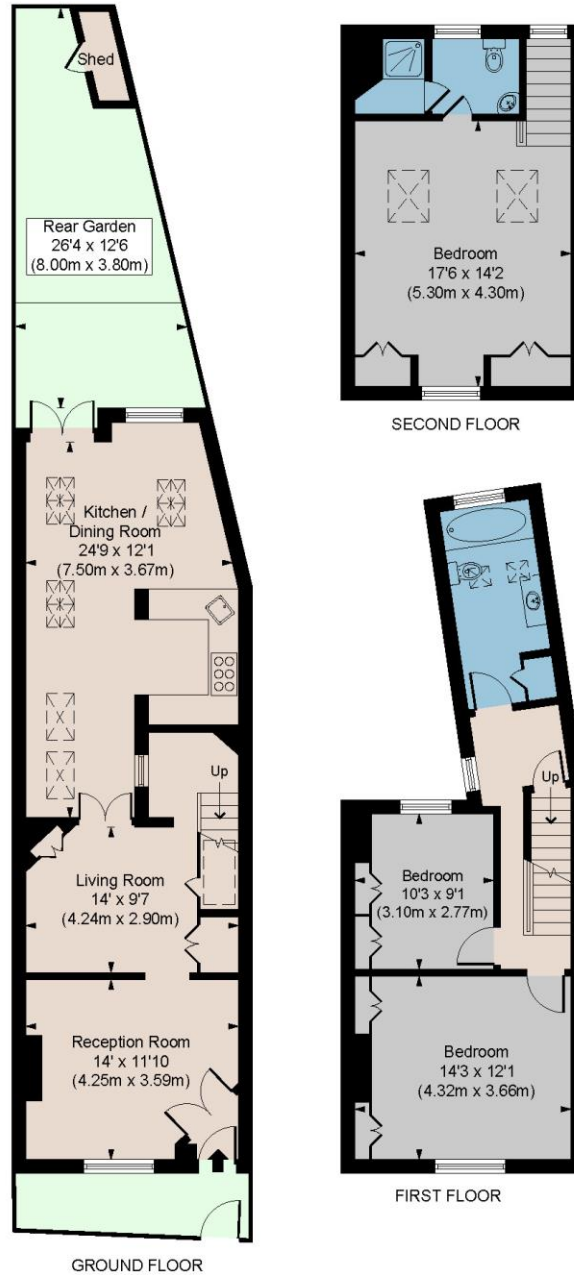 Shed
Rear Garden
26'4 x 12'6
(8.00m x 3.80m)
Kitchen /
Dining Room
24'9 x 12'1
(7.50m x 3.67m)
Up
Living Room
14' x 9'7
(4.24m x 2.90m)
Reception Room
14' x 11'10
(4.25m x 3.59m)
GROUND FLOOR
Bedroom
17'6 x 14'2
(5.30m x 4.30m)
SECOND FLOOR
Up
Bedroom
10'3 x 9'1
(3.10m x 2.77m)
Bedroom
14'3 x 12'1
(4.32m x 3.66m)
FIRST FLOOR